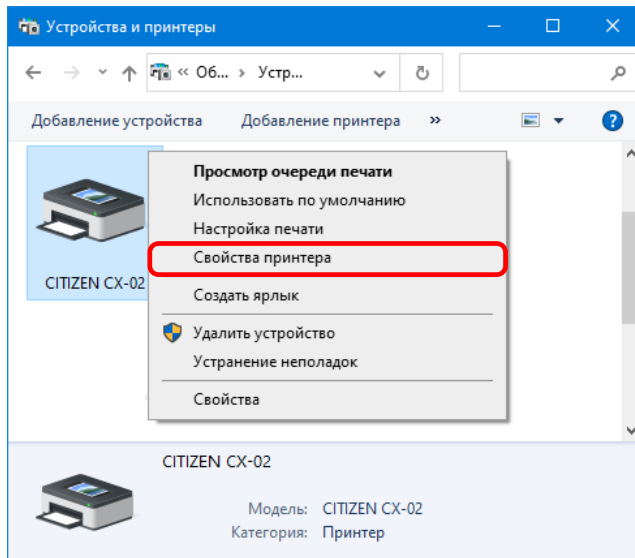 Устройства и принтеры
« Об... › Устр...
Добавление устройства Добавление принтера »
Просмотр очереди печати
Использовать по умолчанию
Настройка печати
Свойства принтера
CITIZEN CX-02
Создать ярлык
Удалить устройство
Устранение неполадок
Свойства
CITIZEN CX-02
Модель: CITIZEN CX-02
Категория: Принтер